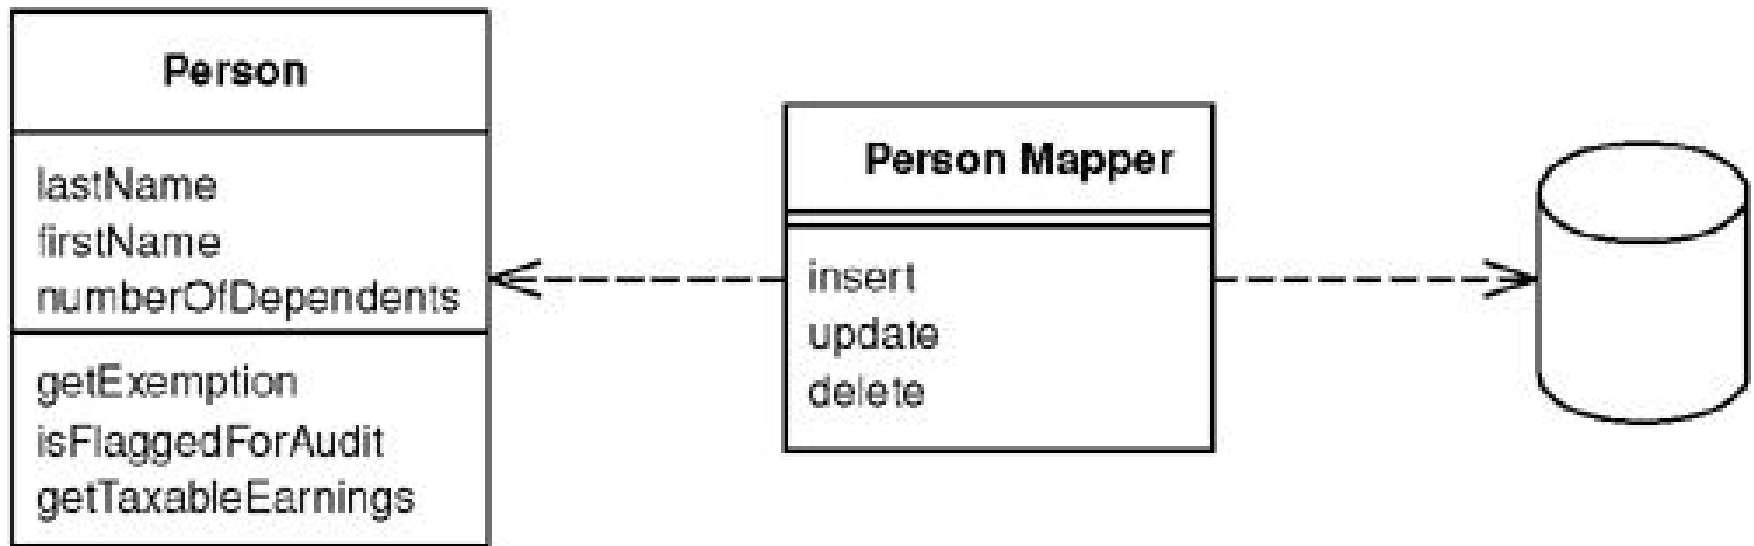 Person
lastName
firstName
numberOfDependents
getExemption
isFlaggedForAudit
getTaxableEarnings
Person Mapper
insert
update
delete